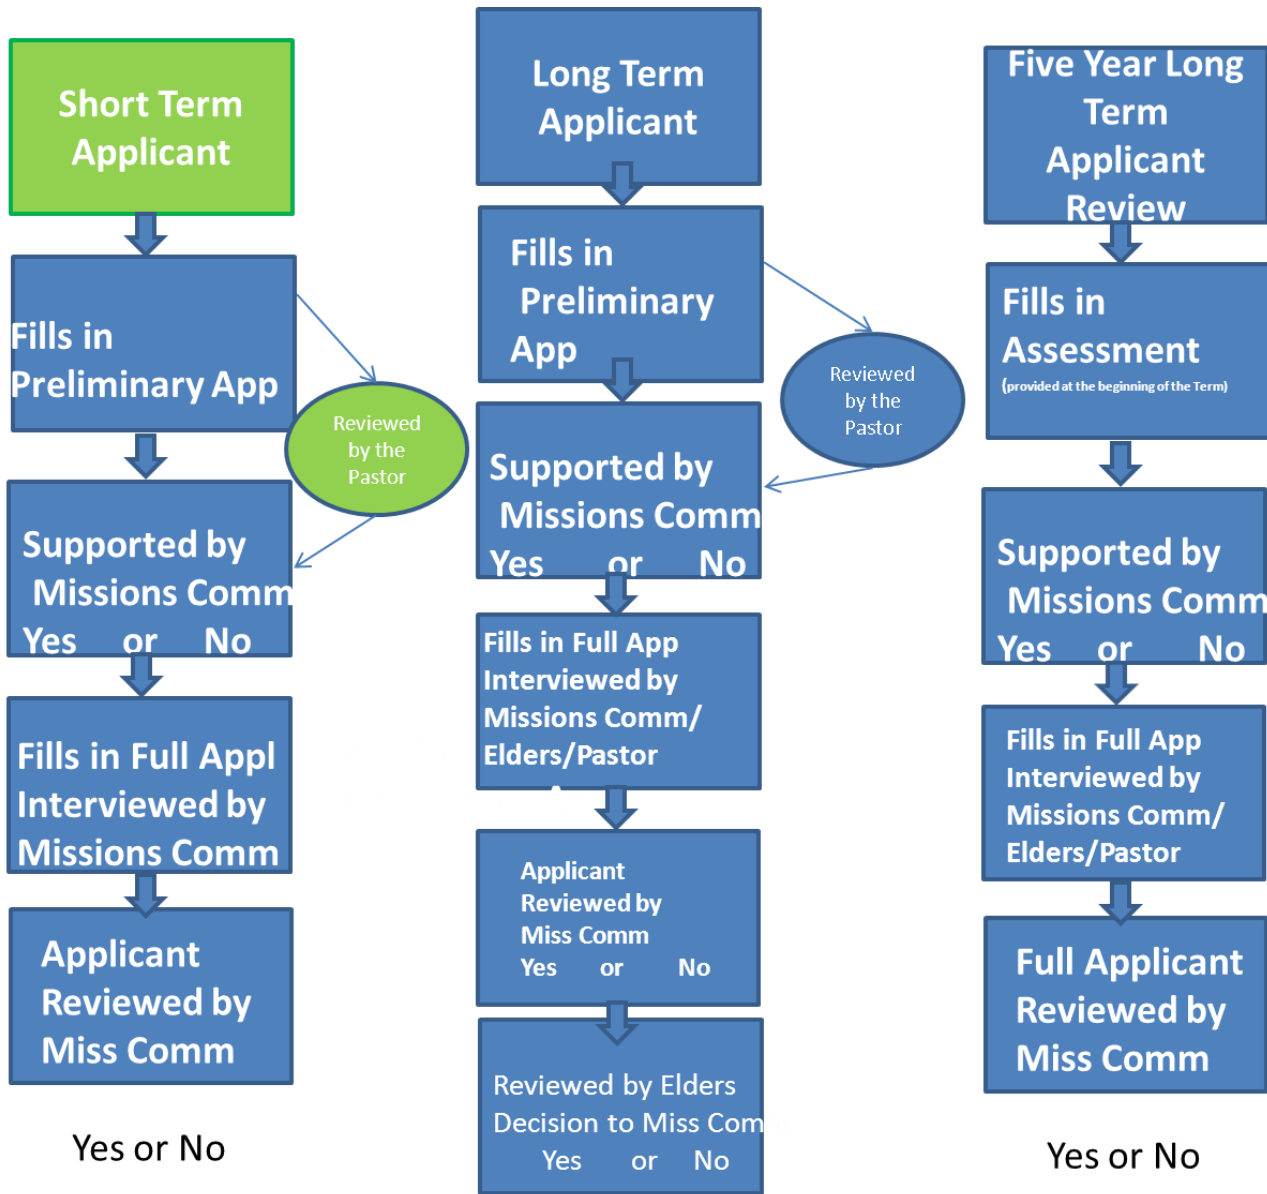 Short Term
Applicant
Fills in
Preliminary App
Reviewed
by the
Pastor
Supported by
Missions Comm
Yes or No
Fills in Full Appl
Interviewed by
Missions Comm
Applicant
Reviewed by
Miss Comm
Yes or No
Long Term
Applicant
Fills in
Preliminary
App
Reviewed
by the
Pastor
Supported by
Missions Comm
Yes or No
Fills in Full App
Interviewed by
Missions Comm/
Elders/Pastor
Applicant
Reviewed by
Miss Comm
Yes or No
Reviewed by Elders
Decision to Miss Comm
Yes or No
Five Year Long
Term
Applicant
Review
Fills in
Assessment
(provided at the beginning of the Term)
Supported by
Missions Comm
Yes or No
Fills in Full App
Interviewed by
Missions Comm/
Elders/Pastor
Full Applicant
Reviewed by
Miss Comm
Yes or No